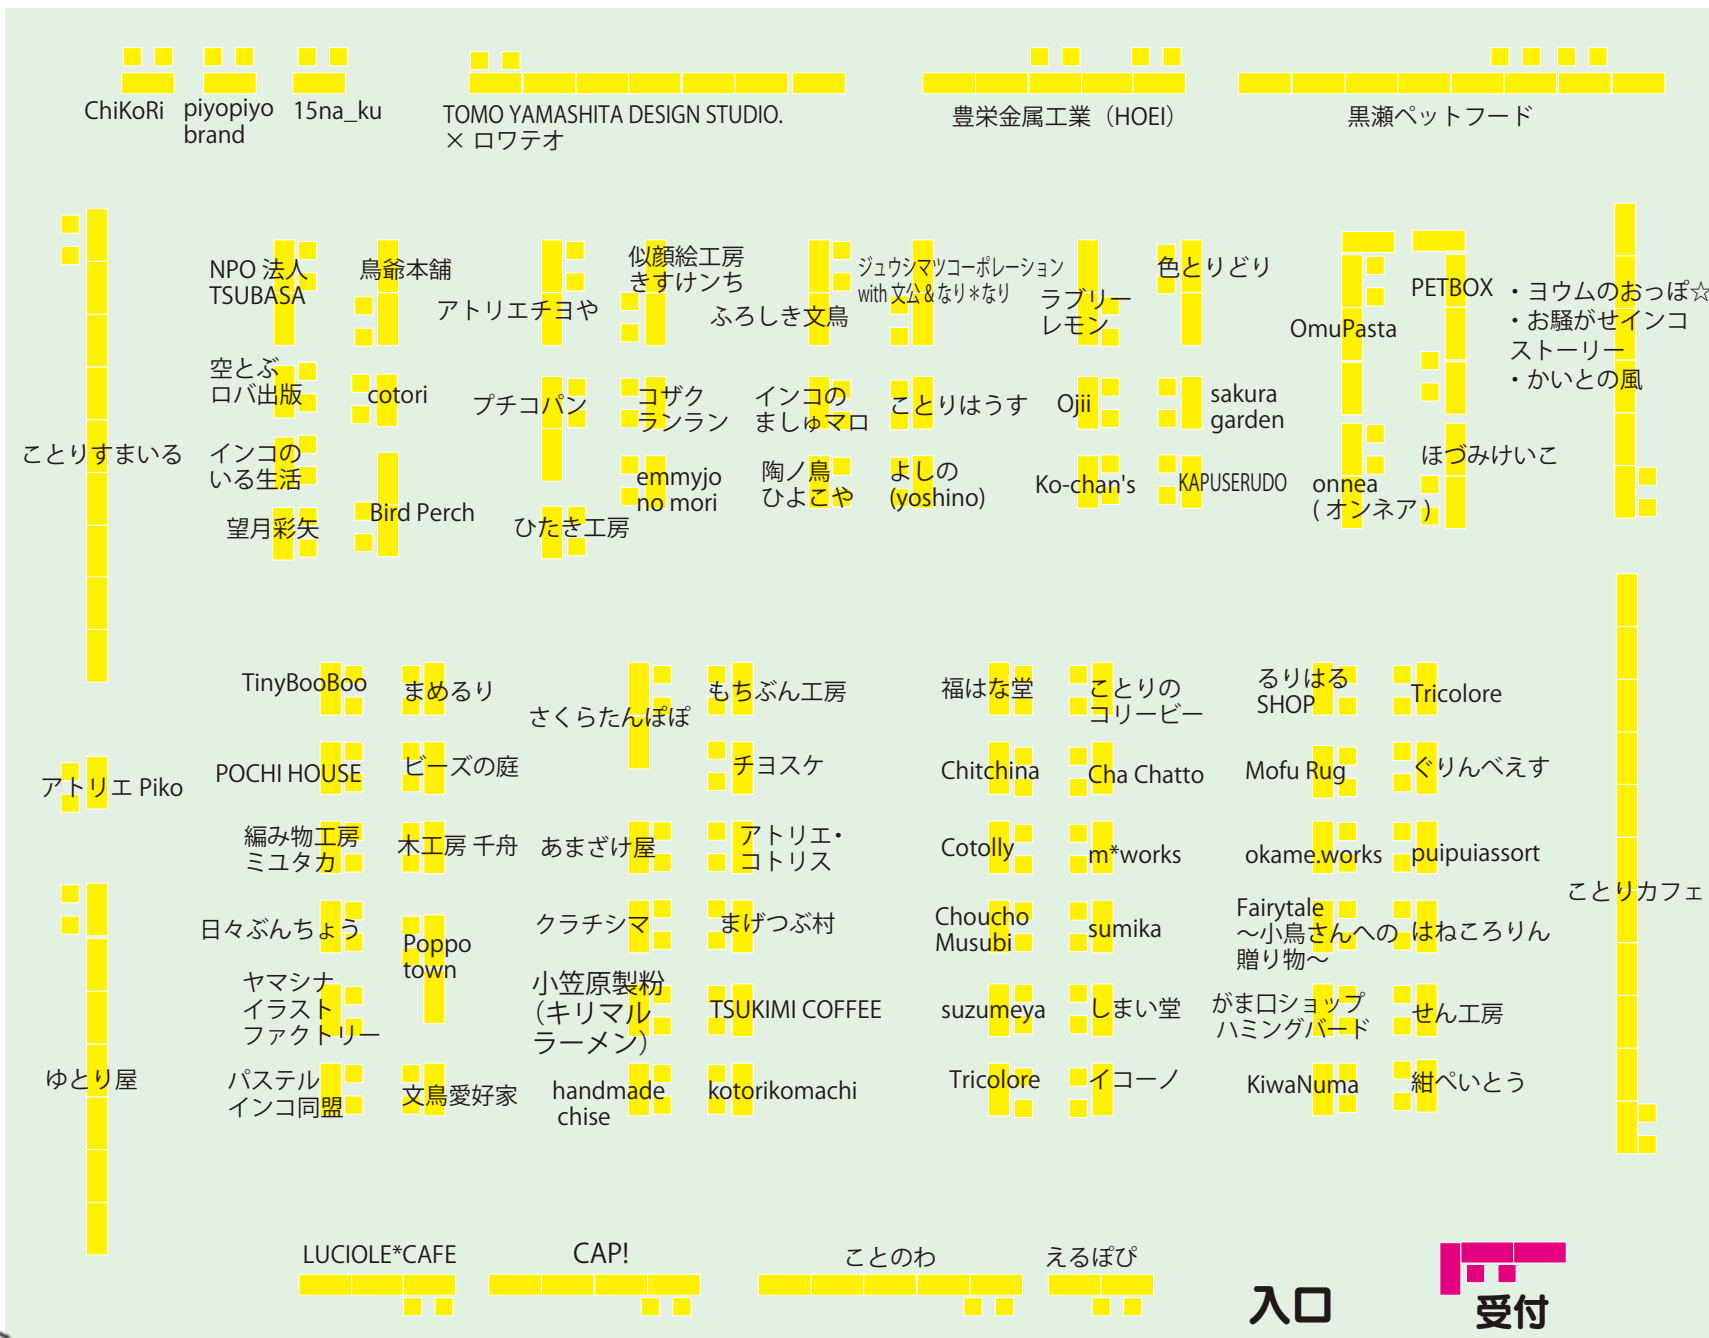 ChiKoRi
piyopiyo
brand
15na_ku
TOMO YAMASHITA DESIGN STUDIO.
× ロワテオ
豊栄金属工業（HOEI）
黒瀬ペットフード
NPO 法人
TSUBASA
鳥爺本舗
アトリエチヨや
似顔絵工房
きすけンち
ふろしき文鳥
ジュウシマツコーポレーション
with 文公＆なり＊なり
ラブリー
レモン
色とりどり
OmuPasta
PETBOX
・ヨウムのおっぽ☆
・お騒がせインコ
ストーリー
・かいとの風
空とぶ
ロバ出版
cotori
プチコパン
コザク
ランラン
インコの
ましゅマロ
ことりはうす
Ojii
sakura
garden
ことりすまいる
インコの
いる生活
Bird Perch
emmyjo
no mori
陶ノ鳥
ひよこや
よしの
(yoshino)
Ko-chan's
KAPUSERUDO
onnea
( オンネア )
ほづみけいこ
望月彩矢
ひたき工房
TinyBooBoo
まめるり
さくらたんぽぽ
もちぶん工房
福はな堂
ことりの
コリービー
るりはる
SHOP
Tricolore
アトリエ Piko
POCHI HOUSE
ビーズの庭
チヨスケ
Chitchina
Cha Chatto
Mofu Rug
ぐりんべえす
編み物工房
ミユタカ
木工房 千舟
あまざけ屋
アトリエ・
コトリス
Cotolly
m*works
okame.works
puipuiassort
ことりカフェ
日々ぶんちょう
Poppo
town
クラチシマ
まげつぶ村
Choucho
Musubi
sumika
Fairytale
～小鳥さんへの
贈り物～
はねころりん
ヤマシナ
イラスト
ファクトリー
小笠原製粉
（キリマル
ラーメン）
TSUKIMI COFFEE
suzumeya
しまい堂
がま口ショップ
ハミングバード
せん工房
ゆとり屋
パステル
インコ同盟
文鳥愛好家
handmade
chise
kotorikomachi
Tricolore
イコーノ
KiwaNuma
紺ぺいとう
LUCIOLE*CAFE
CAP!
ことのわ
えるぽぴ
入口
受付